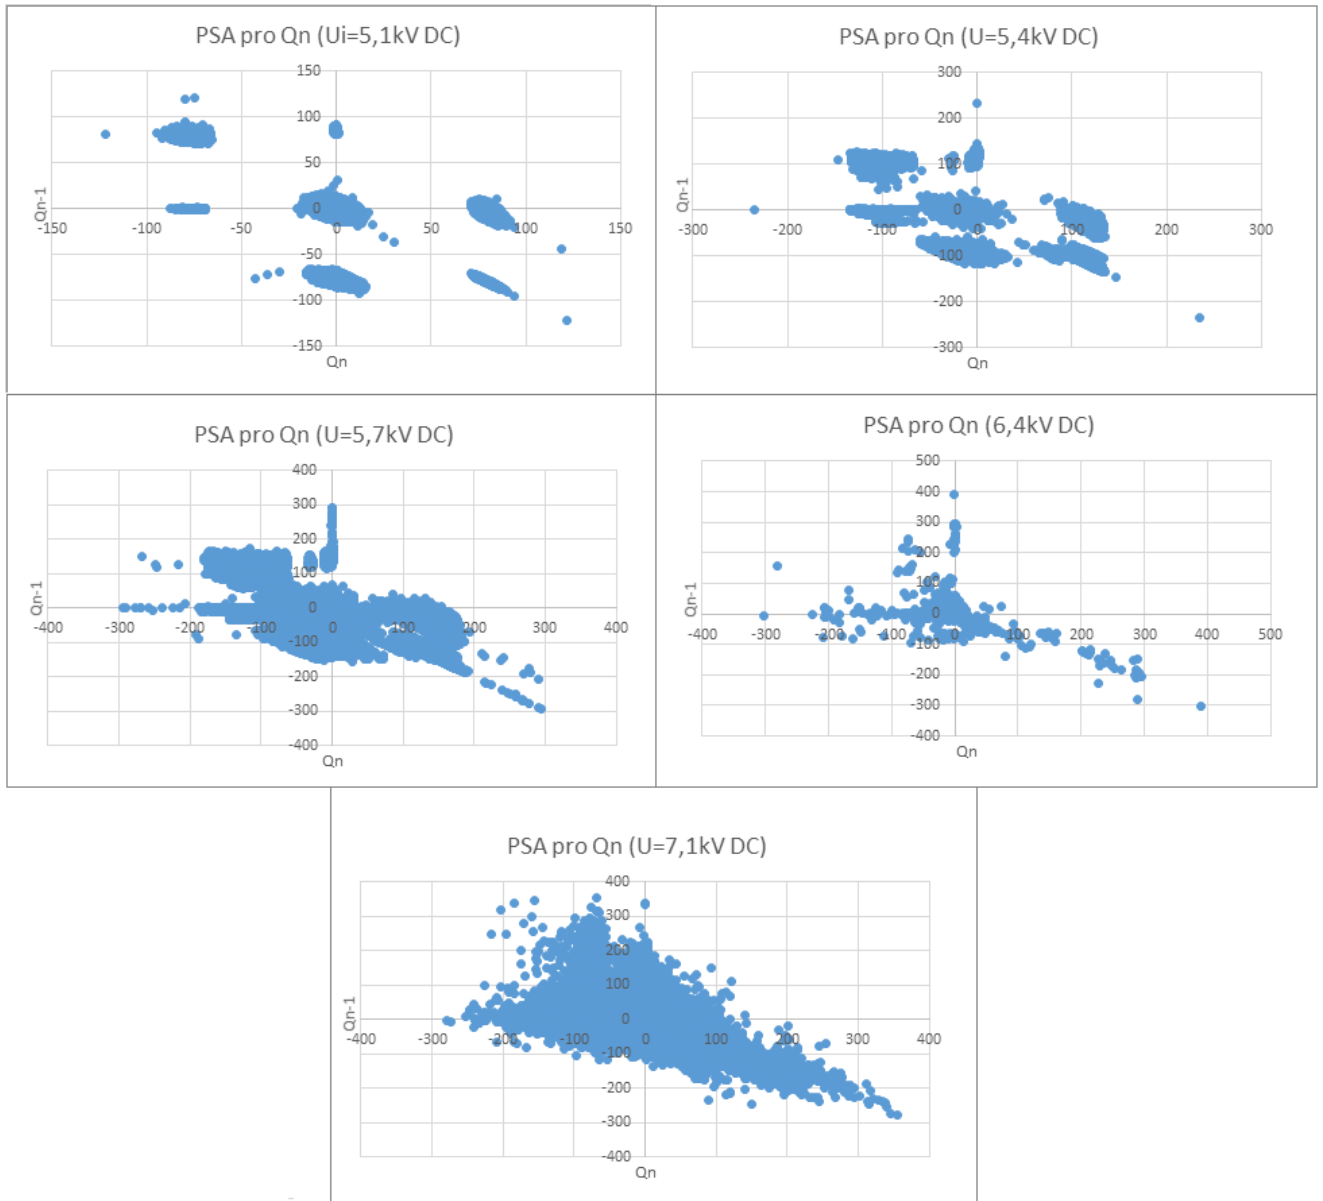 PSA pro Qn (Ui=5,1kV DC)
150
100
50
0
-50
-100
-150
-150 -100 -50 0 50 100 150
Qn-1
Qn
PSA pro Qn (U=5,4kV DC)
300
200
100
0
-100
-200
-300
-300 -200 -100 0 100 200 300
Qn-1
Qn
PSA pro Qn (U=5,7kV DC)
400
300
200
100
0
-100
-200
-300
-400
-400 -300 -200 -100 0 100 200 300 400
Qn-1
Qn
PSA pro Qn (6,4kV DC)
500
400
300
200
100
0
-100
-200
-300
-400
-400 -300 -200 -100 0 100 200 300 400 500
Qn-1
Qn
PSA pro Qn (U=7,1kV DC)
400
300
200
100
0
-100
-200
-300
-400
-400 -300 -200 -100 0 100 200 300 400
Qn-1
Qn